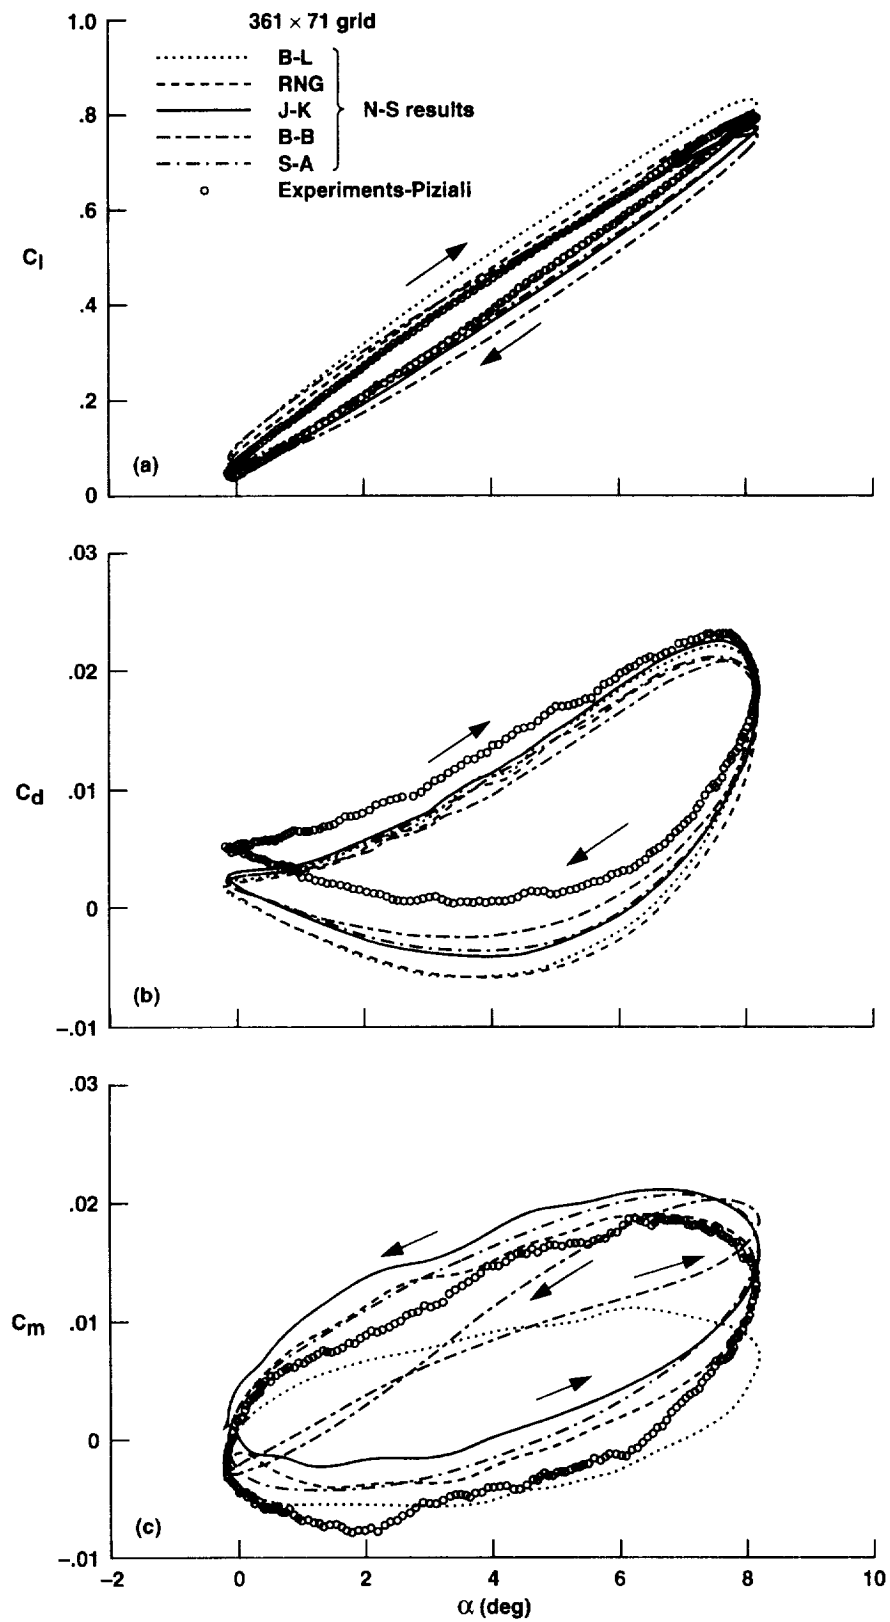 361 × 71 grid
B-L
RNG
J-K
B-B
S-A
N-S results
Experiments-Piziali
1.0
.8
.6
.4
.2
0
Cl
(a)
.03
.02
.01
0
–.01
Cd
(b)
.03
.02
.01
0
–.01
Cm
(c)
–2
0
2
4
6
8
10
α (deg)